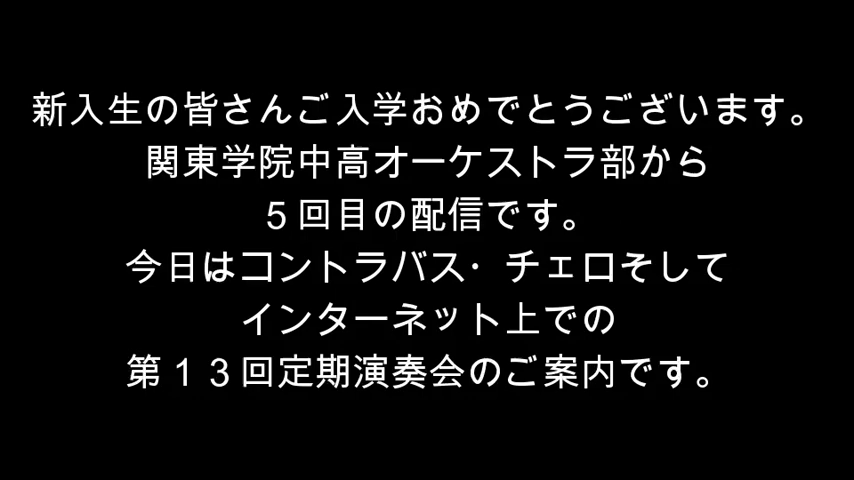 新入生の皆さんご入学おめでとうございます。
関東学院中高オーケストラ部から
５回目の配信です。
今日はコントラバス・チェロそして
インターネット上での
第１３回定期演奏会のご案内です。